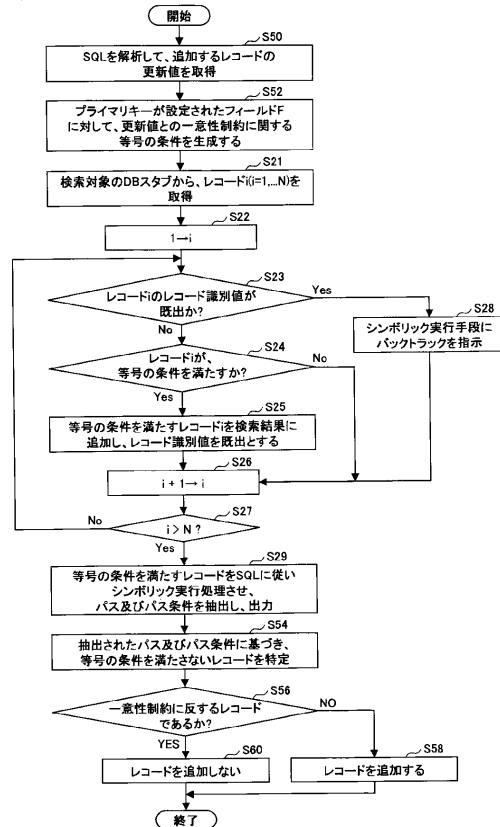 開始
S50
SQLを解析して、追加するレコードの
更新値を取得
S52
プライマリキーが設定されたフィールドF
に対して、更新値との一意性制約に関する
等号の条件を生成する
S21
検索対象のDBスタブから、レコードi(i=1,...N)を
取得
S22
1→i
S23
レコードiのレコード識別値が
既出か?
Yes
No
S28
シンボリック実行手段に
バックトラックを指示
S24
レコードiが、
等号の条件を満たすか?
No
Yes
S25
等号の条件を満たすレコードiを検索結果に
追加し、レコード識別値を既出とする
S26
i + 1→i
S27
No
i > N ?
Yes
S29
等号の条件を満たすレコードをSQLに従い
シンボリック実行処理させ、
パス及びパス条件を抽出し、出力
S54
抽出されたパス及びパス条件に基づき、
等号の条件を満たさないレコードを特定
S56
一意性制約に反するレコード
であるか?
NO
YES
S60
レコードを追加しない
S58
レコードを追加する
終了